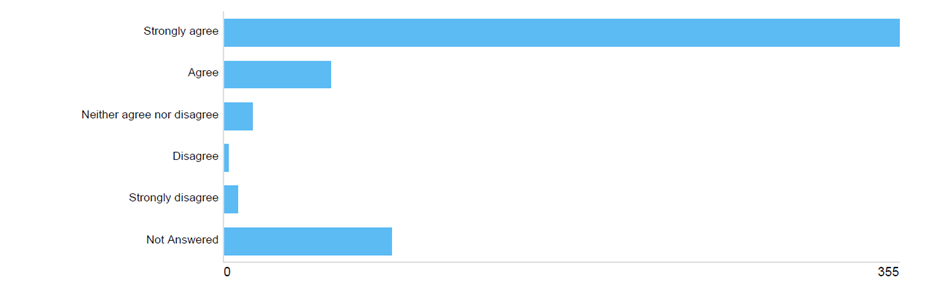 Strongly agree
Agree
Neither agree nor disagree
Disagree
Strongly disagree
Not Answered
0 355